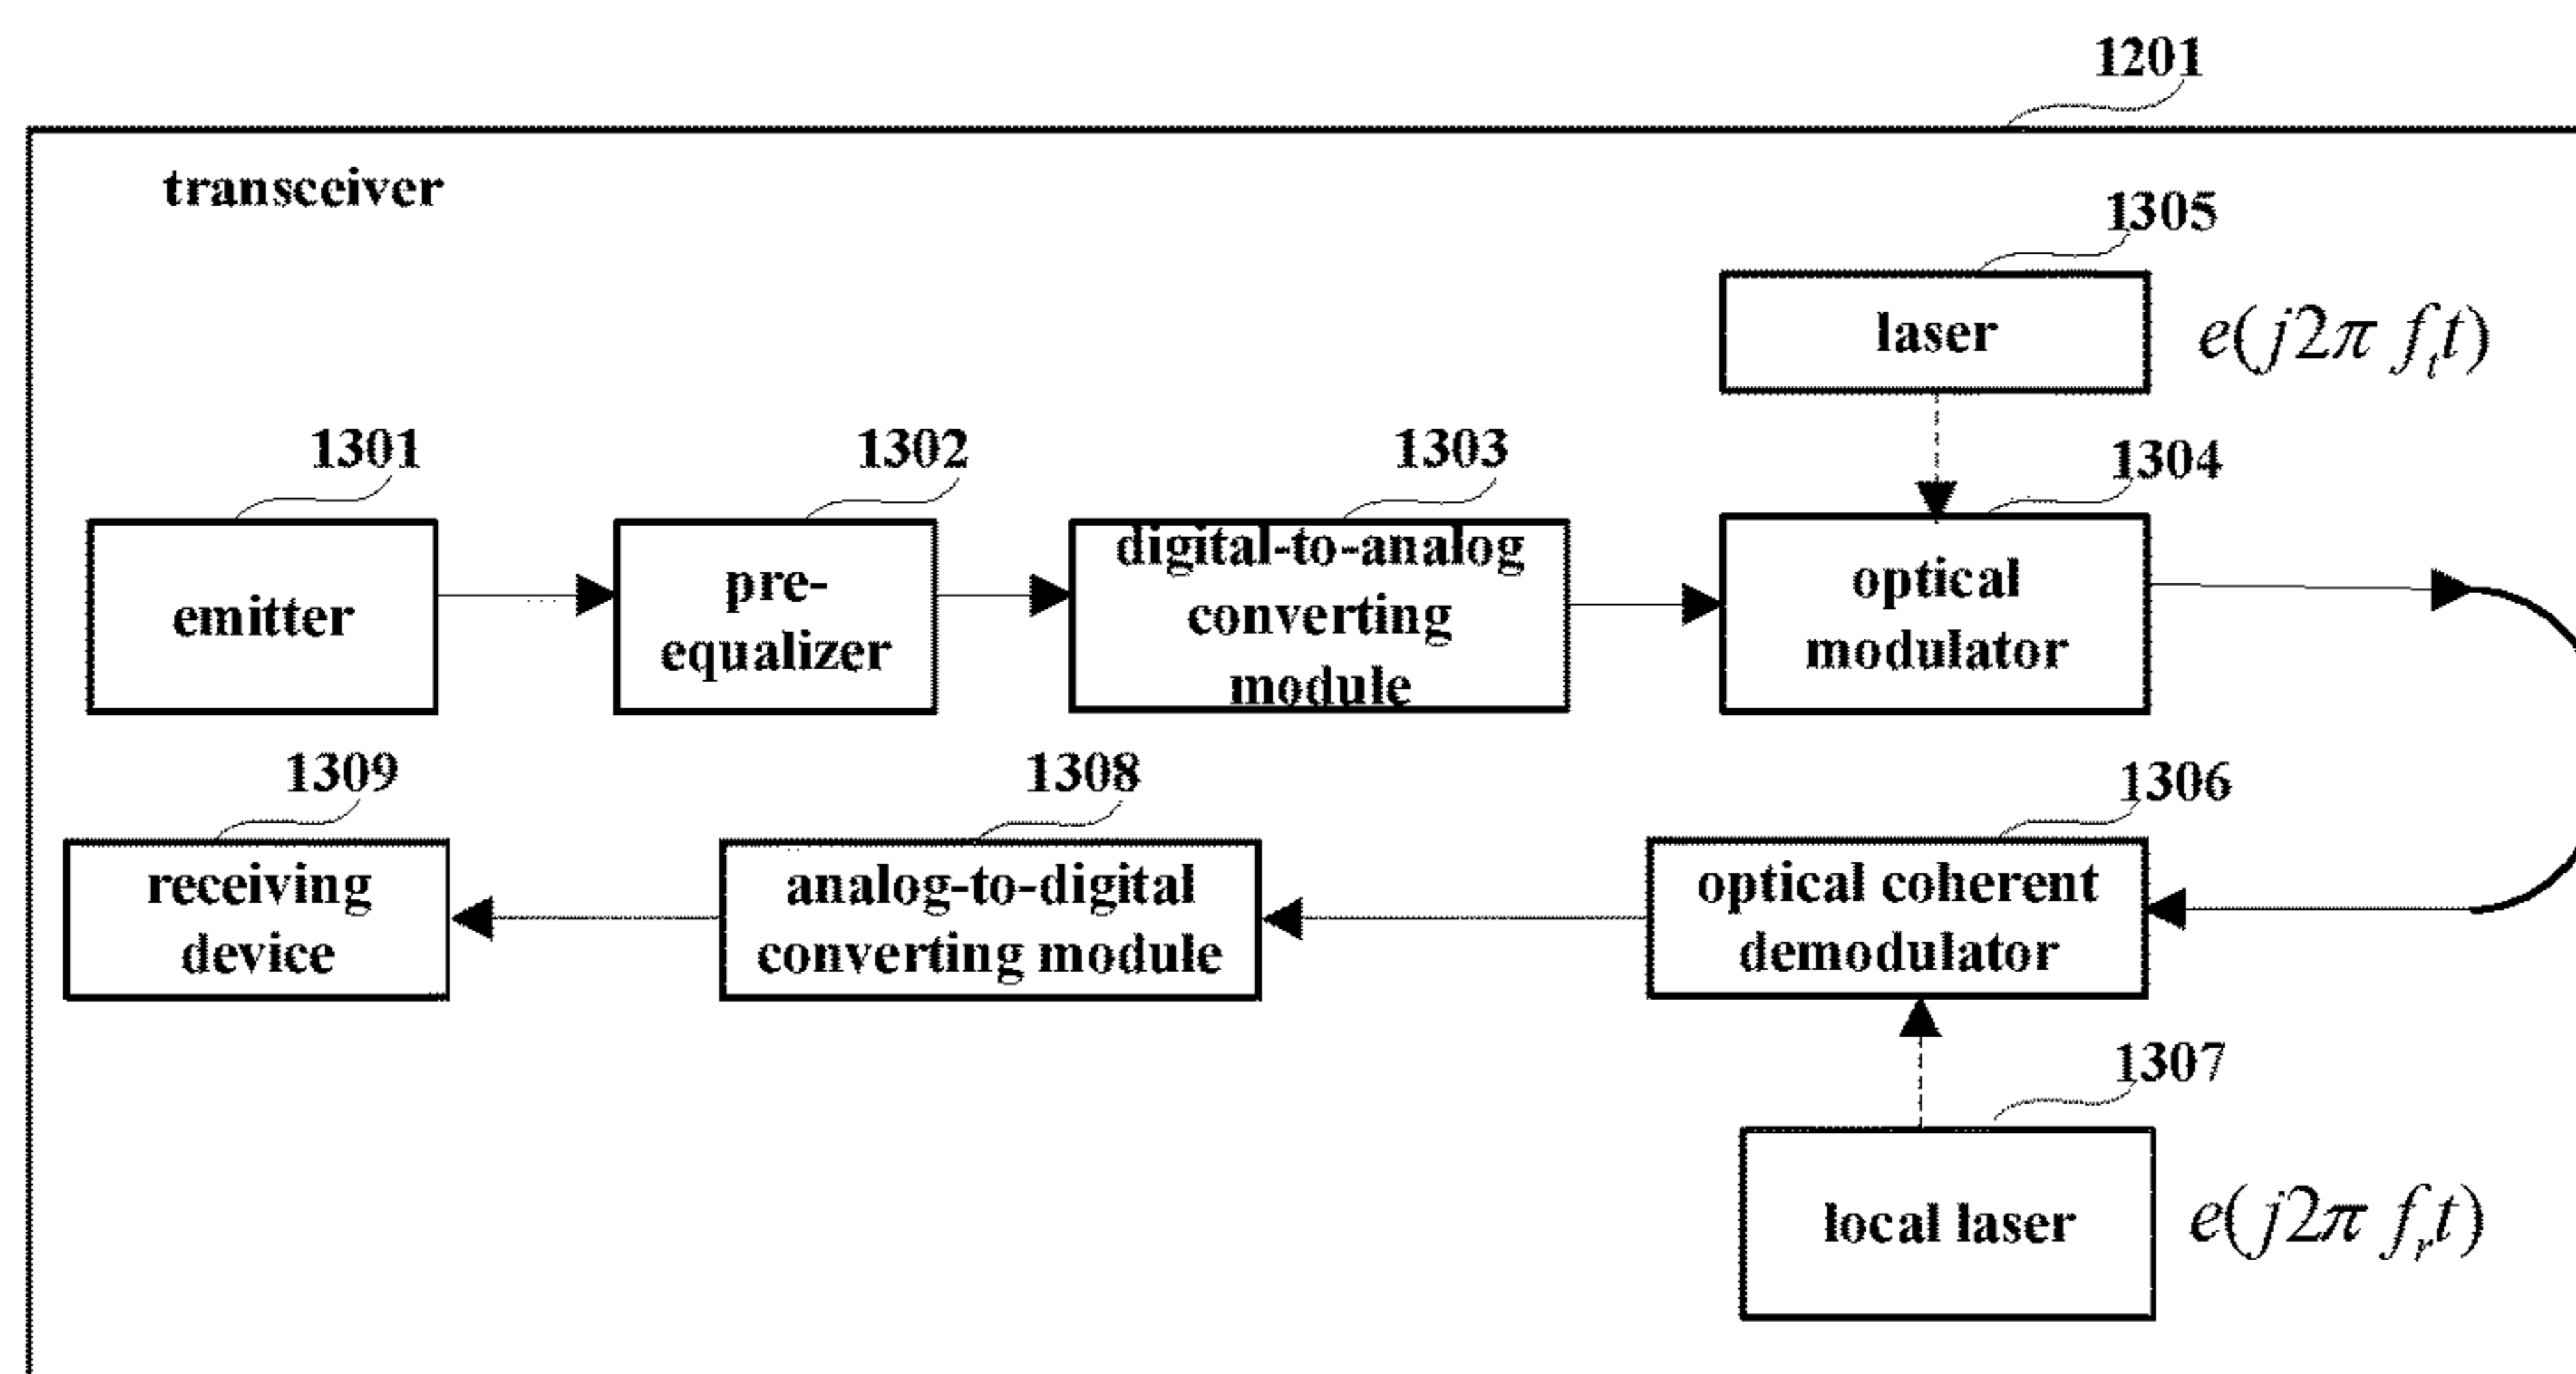 1201
transceiver
1305
laser
e(j2π f_t t)
1301
1302
1303
1304
emitter
pre-
equalizer
digital-to-analog
converting
module
optical
modulator
1309
1308
1306
receiving
device
analog-to-digital
converting module
optical coherent
demodulator
1307
local laser
e(j2π f_r t)